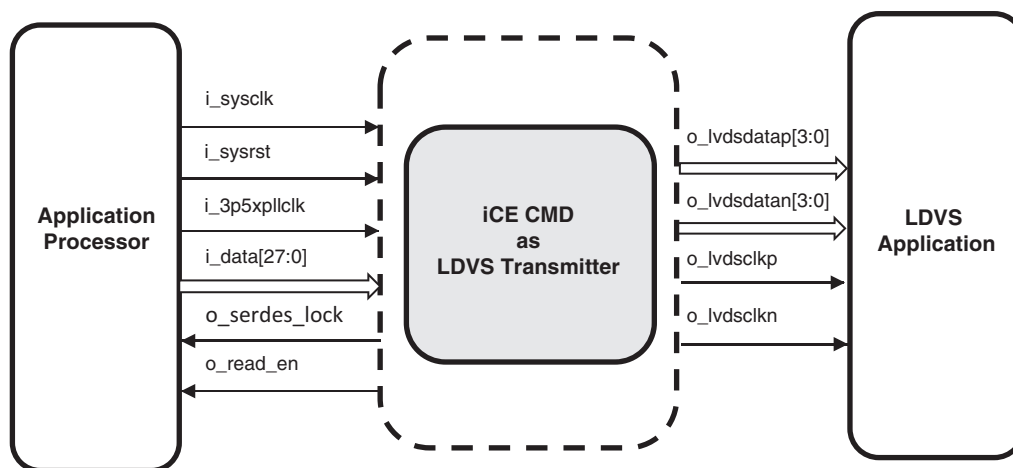 Application
Processor
i_sysclk
i_sysrst
i_3p5xpllclk
i_data[27:0]
o_serdes_lock
o_read_en
iCE CMD
as
LDVS Transmitter
o_lvdsdatap[3:0]
o_lvdsdatan[3:0]
o_lvdsclkp
o_lvdsclkn
LDVS
Application